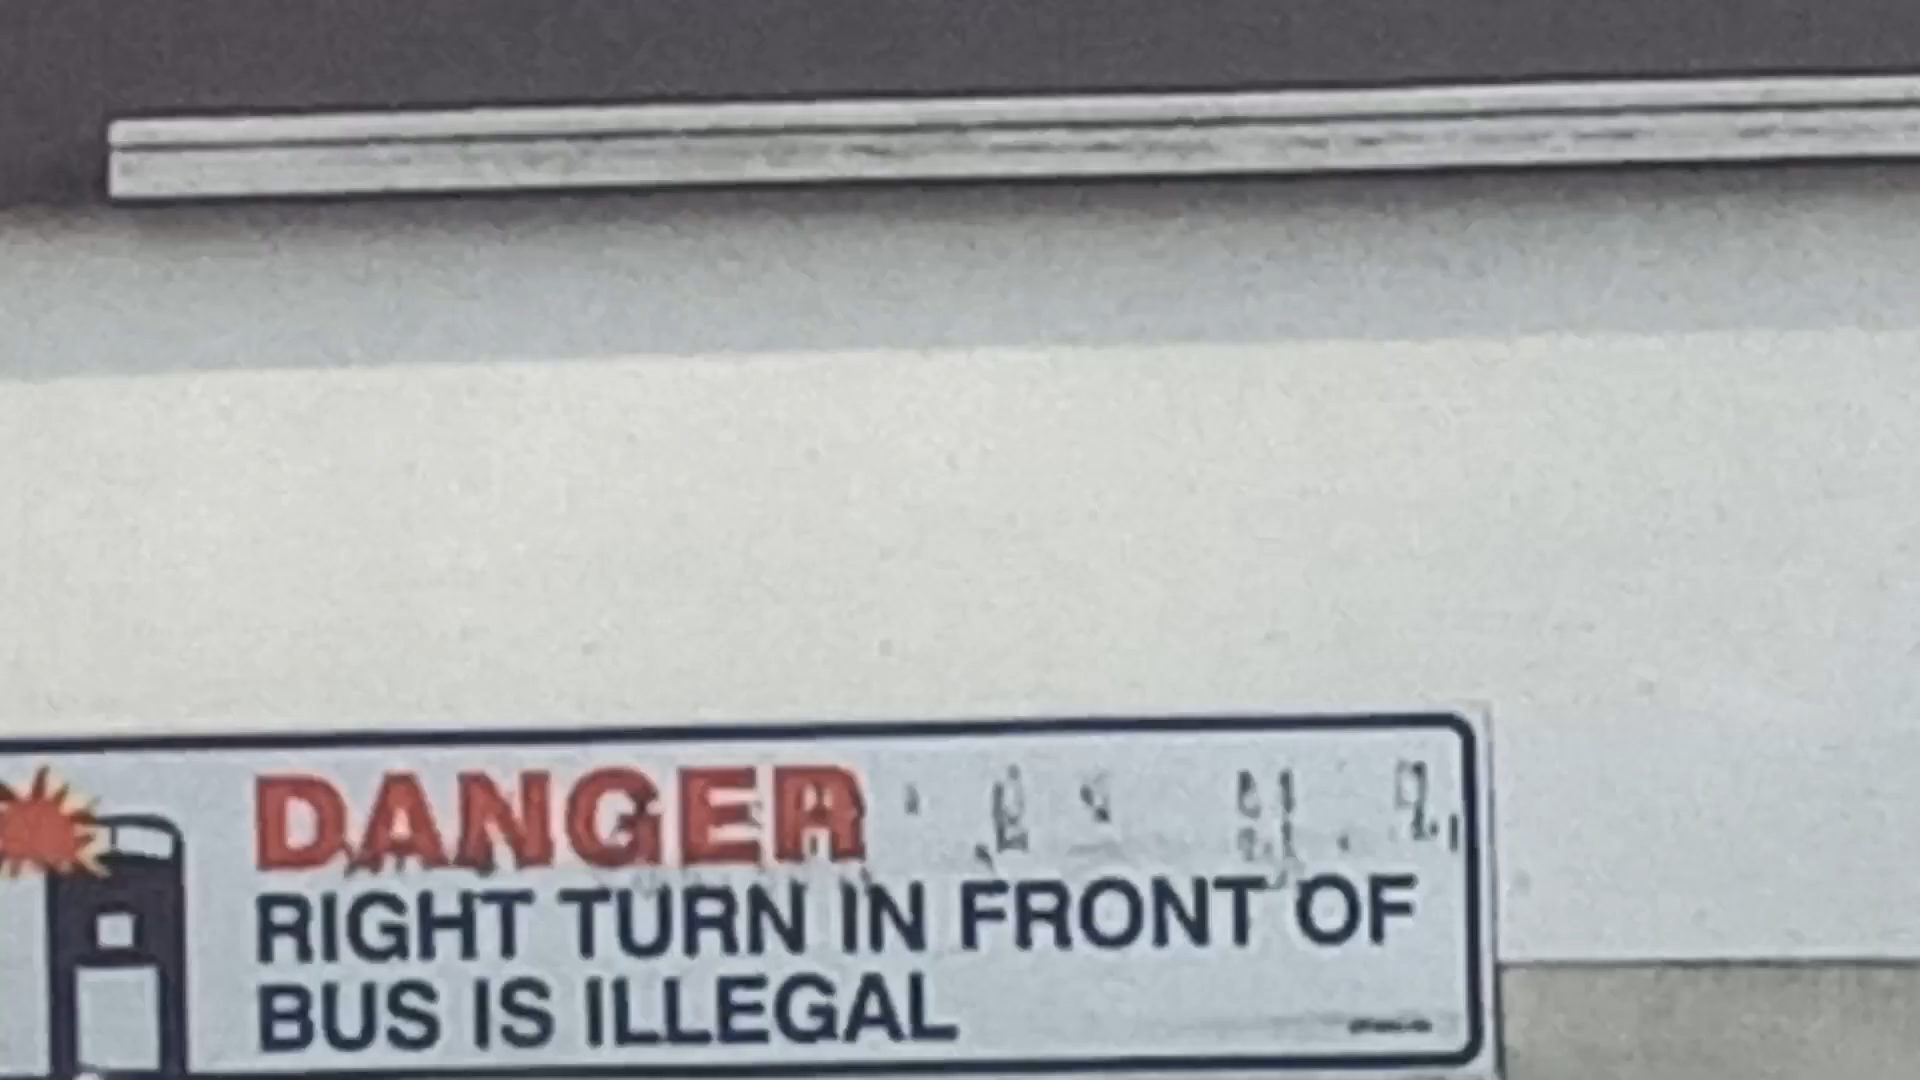 DANGER
RIGHT TURN IN FRONT OF
BUS IS ILLEGAL